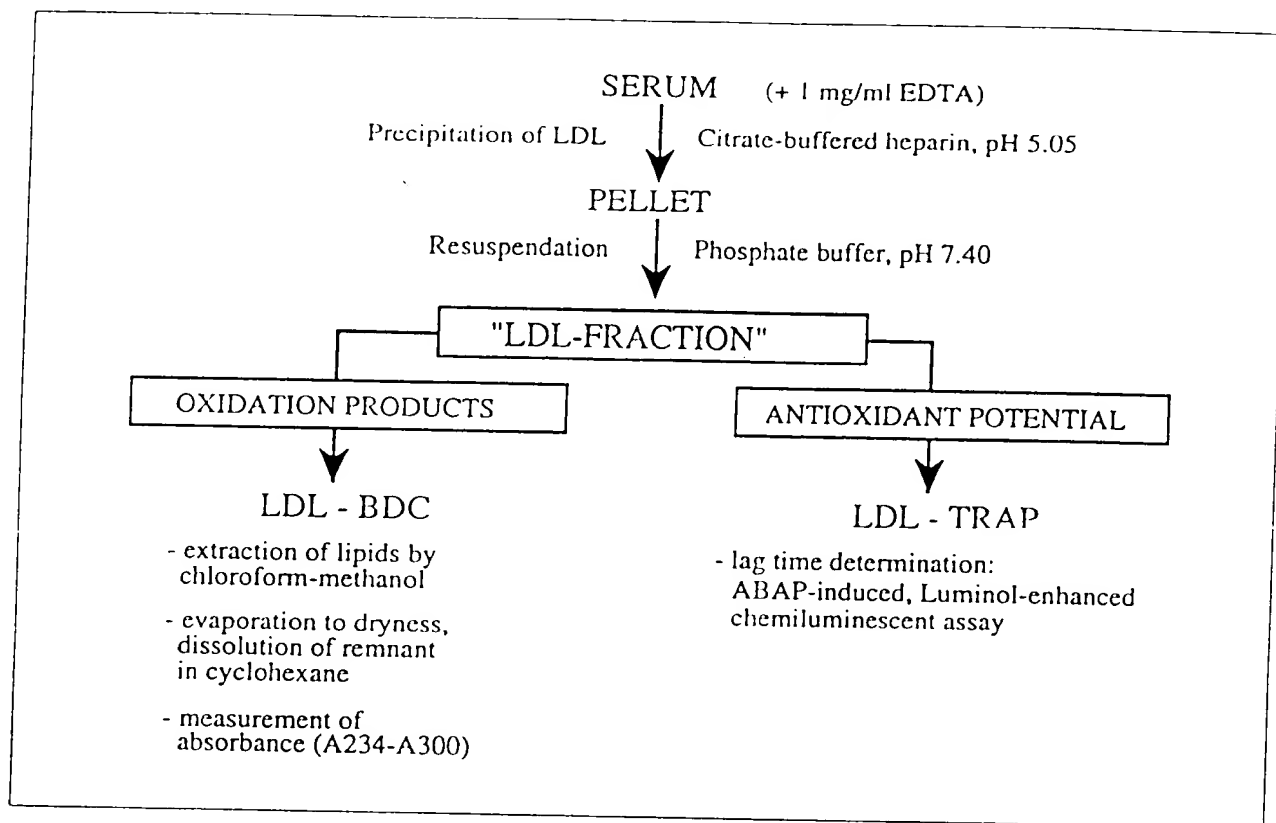 SERUM (+ 1 mg/ml EDTA)
Precipitation of LDL Citrate-buffered heparin, pH 5.05
PELLET
Resuspendation Phosphate buffer, pH 7.40
"LDL-FRACTION"
OXIDATION PRODUCTS
LDL - BDC
- extraction of lipids by
chloroform-methanol
- evaporation to dryness,
dissolution of remnant
in cyclohexane
- measurement of
absorbance (A234-A300)
ANTIOXIDANT POTENTIAL
LDL - TRAP
- lag time determination:
ABAP-induced, Luminol-enhanced
chemiluminescent assay